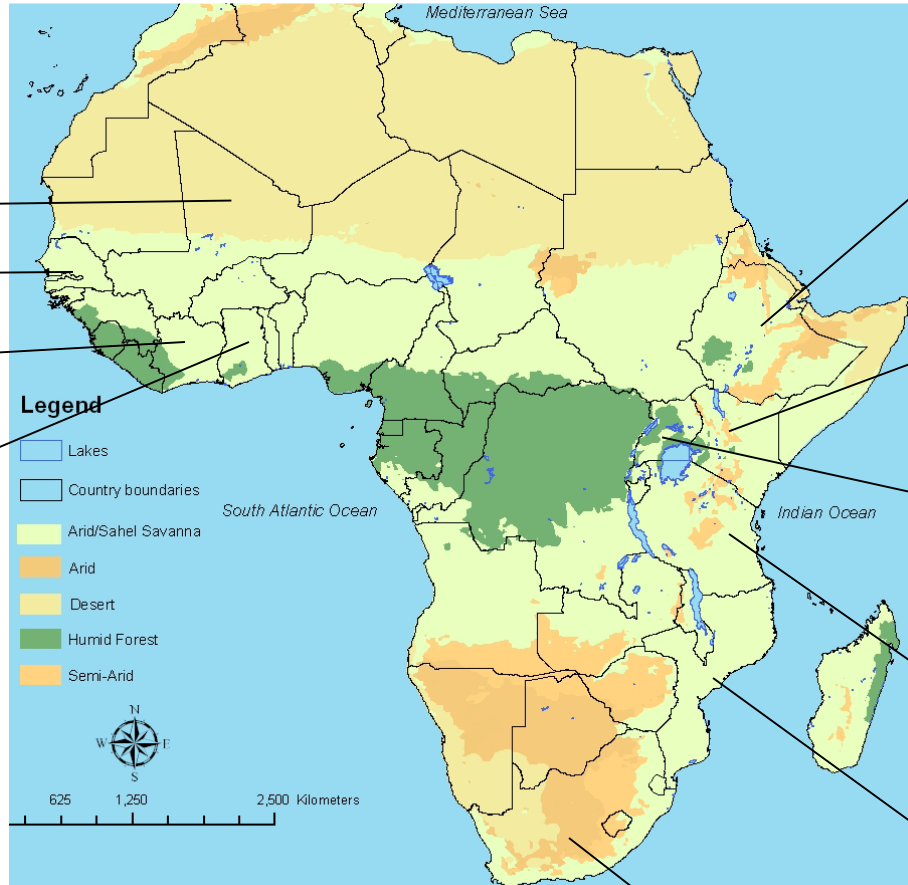 Mediterranean Sea
Legend
Lakes
Country boundaries
South Atlantic Ocean
Indian Ocean
Arid/Sahel Savanna
Arid
Desert
Humid Forest
Semi-Arid
N
W E
S
625 1,250 2,500 Kilometers